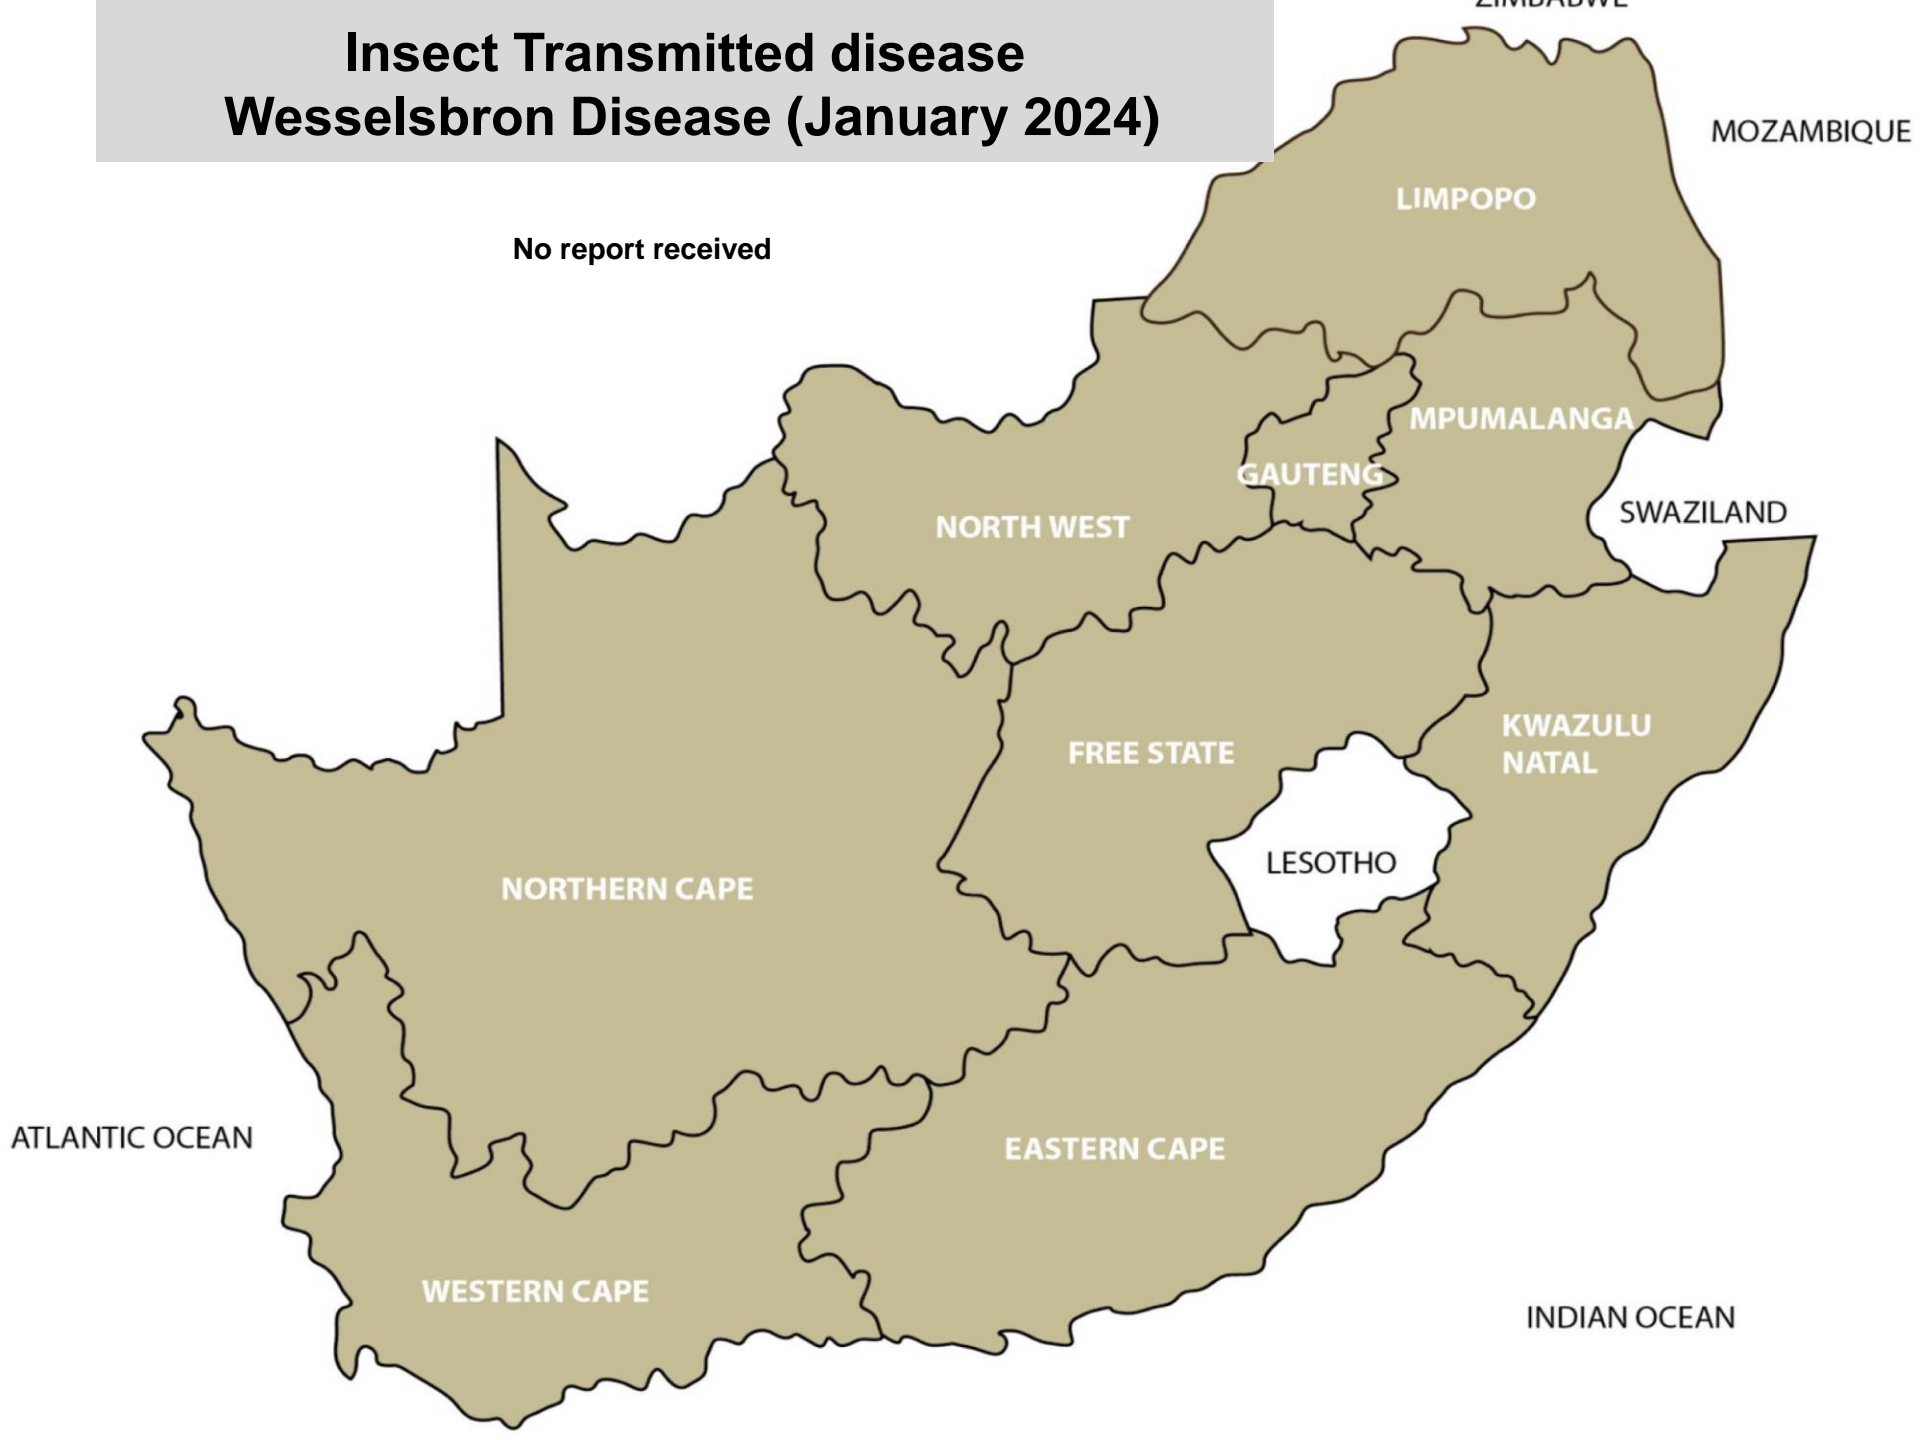 ZIMBABWE
Insect Transmitted disease
Wesselsbron Disease (January 2024)
MOZAMBIQUE
LIMPOPO
No report received
MPUMALANGA
GAUTENG
SWAZILAND
NORTH WEST
KWAZULU
NATAL
FREE STATE
LESOTHO
NORTHERN CAPE
ATLANTIC OCEAN
EASTERN CAPE
WESTERN CAPE
INDIAN OCEAN